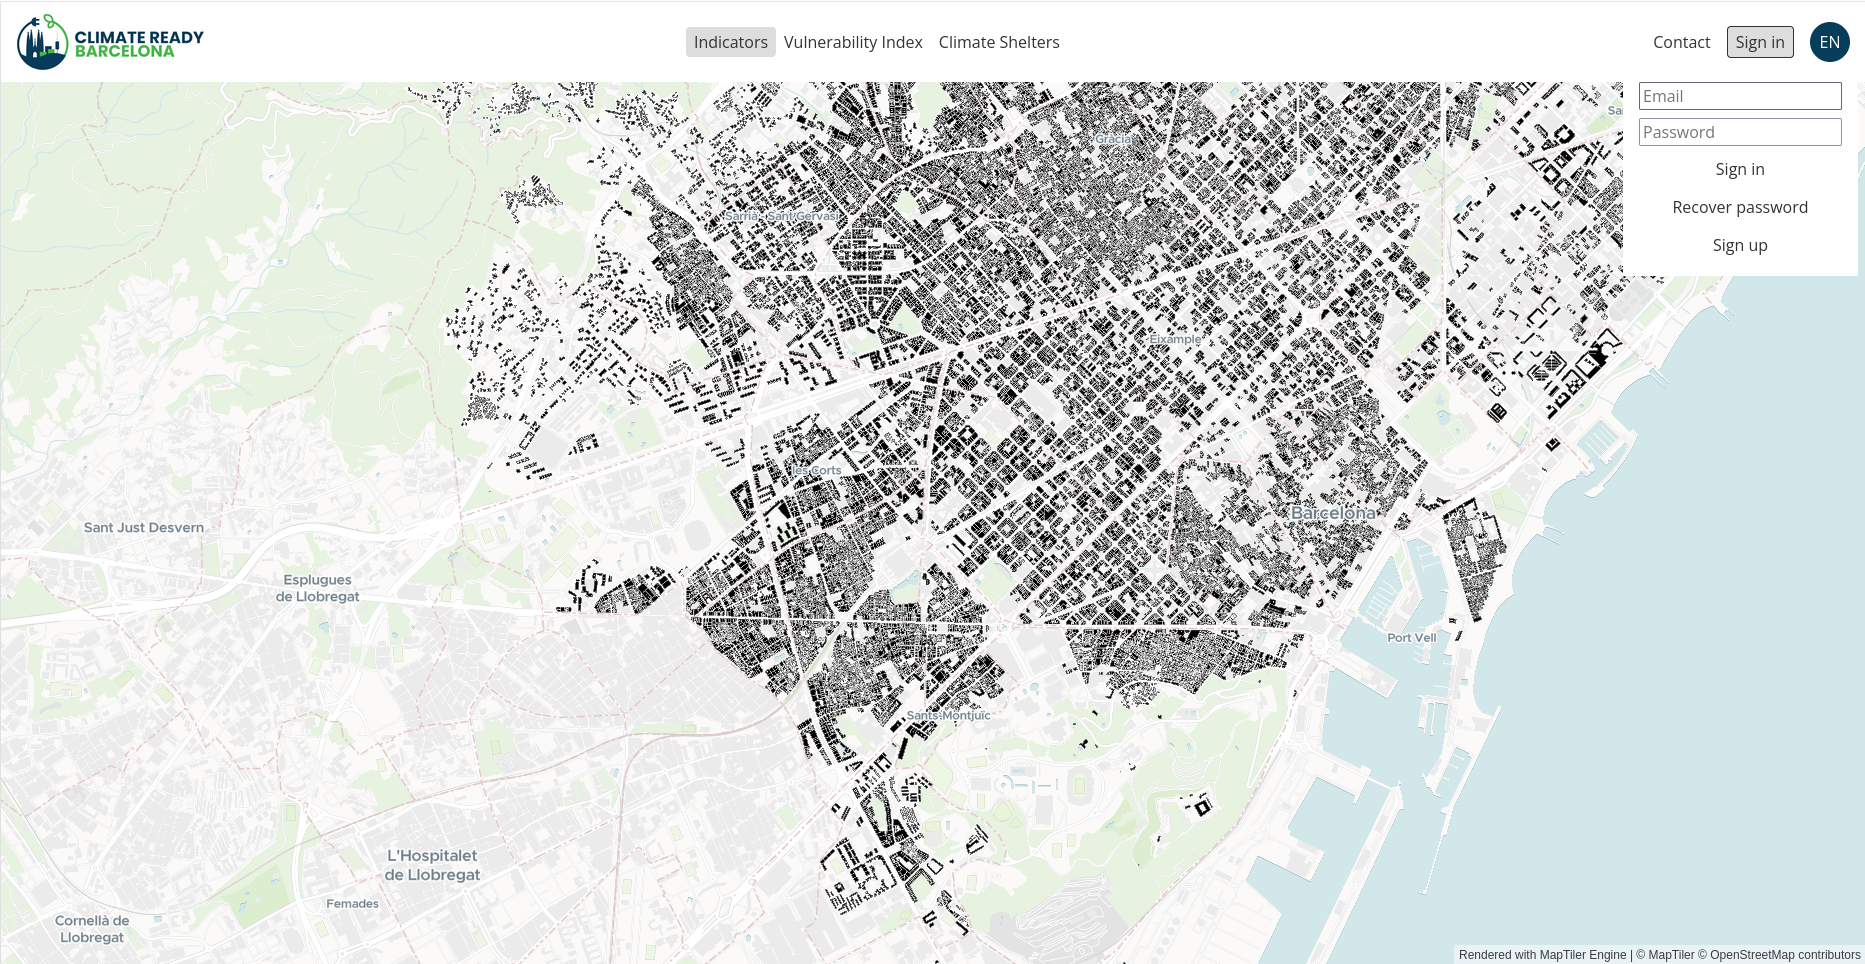 CLIMATE READY
BARCELONA
Indicators
Vulnerability Index
Climate Shelters
Contact
Sign in
EN
Email
Password
Sign in
Recover password
Sign up
Gràcia
Sarrià - Sant Gervasi
Eixample
les Corts
Barcelona
Sant Just Desvern
Esplugues
de Llobregat
Port Vell
Sants-Montjuïc
L'Hospitalet
de Llobregat
Femades
Cornellà de
Llobregat
Rendered with MapTiler Engine | © MapTiler © OpenStreetMap contributors